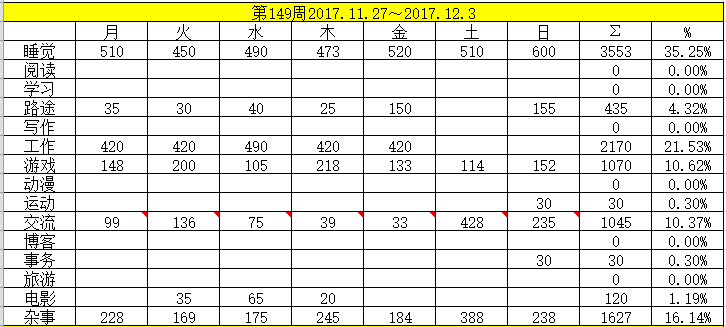 第149周2017.11.27～2017.12.3
月 火 水 木 金 土 日 Σ %
睡觉 510 450 490 473 520 510 600 3553 35.25%
阅读 0 0.00%
学习 0 0.00%
路途 35 30 40 25 150 155 435 4.32%
写作 0 0.00%
工作 420 420 490 420 420 2170 21.53%
游戏 148 200 105 218 133 114 152 1070 10.62%
动漫 0 0.00%
运动 30 30 0.30%
交流 99 136 75 39 33 428 235 1045 10.37%
博客 0 0.00%
事务 30 30 0.30%
旅游 0 0.00%
电影 35 65 20 120 1.19%
杂事 228 169 175 245 184 388 238 1627 16.14%